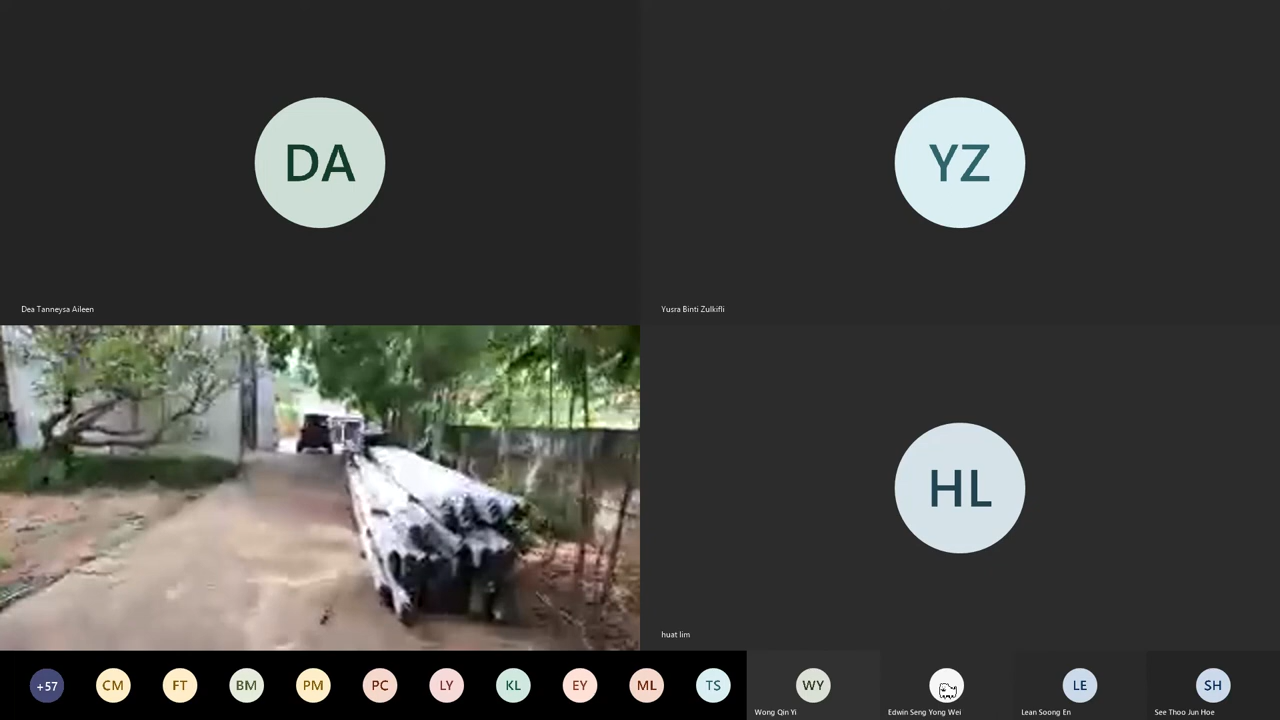 DA
YZ
Dea Tanneysa Aileen
Yusra Binti Zulkifli
HL
huat lim
+57
CM
FT
BM
PM
PC
LY
KL
EY
ML
TS
WY
LE
SH
Wong Qin Yi
Edwin Seng Yong Wei
Lean Soong En
See Thoo Jun Hoe